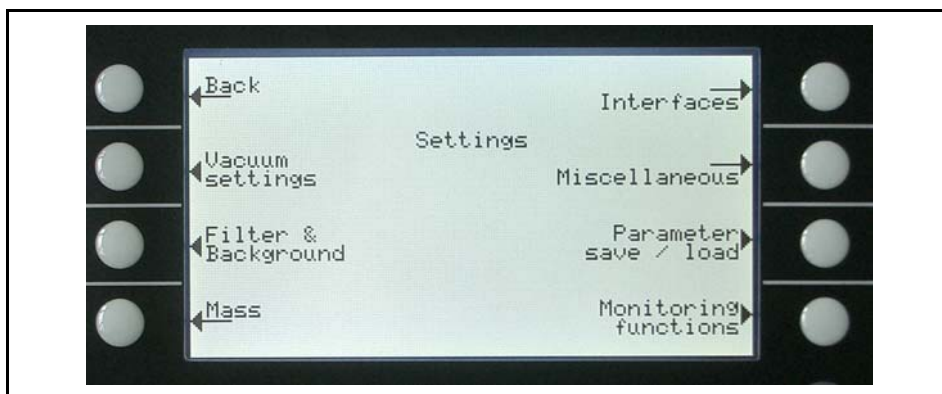 Back
Interfaces
Settings
Vacuum
settings
Miscellaneous
Filter &
Background
Parameter
save / load
Mass
Monitoring
functions